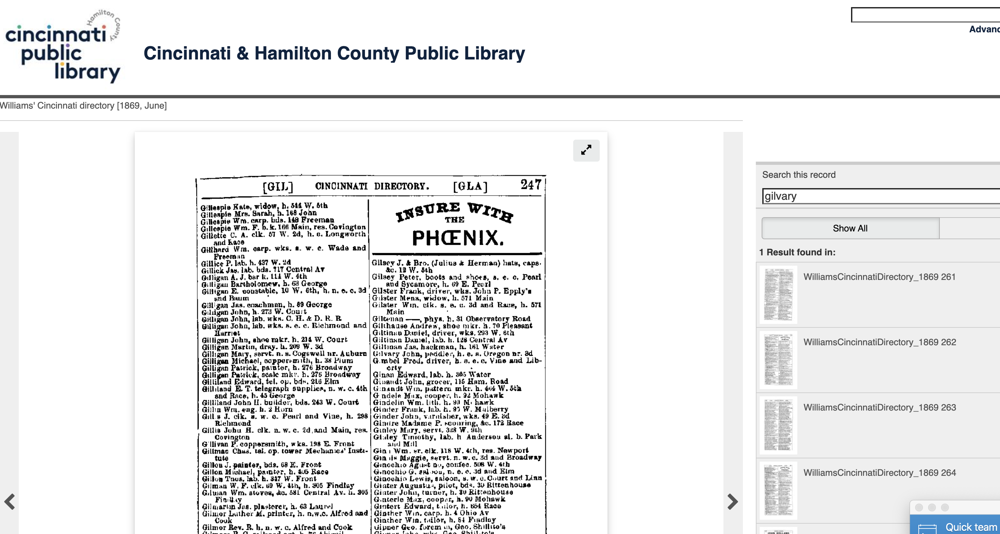 Hamilton County
cincinnati
public
library
Cincinnati & Hamilton County Public Library
Advanc
Williams' Cincinnati directory [1869, June]
[GIL] CINCINNATI DIRECTORY. [GLA] 247
Gillespie Kate, widow, h. 544 W. 5th
Gillespie Mrs. Sarah, h. 168 John
Gillespie Wm. carp. bds. 149 Freeman
Gillespie Wm. F. b. k. 166 Main, res. Covington
Gillette C. A. clk. 57 W. 2d, h. c. Longworth
and Race
Gillhard Wm. carp. wks. s. w. c. Wade and
Freeman
Gillice P. lab. h. 437 W. 2d
Gillick Jas. lab. bds. 717 Central Av
Gilligan A. J. bar k. 114 W. 4th
Gilligan Bartholomew, h. 63 George
Gilligan E. constable, 10 W. 6th, h. n. e. c. 3d
and Baum
Gilligan Jas. coachman, h. 89 George
Gilligan John, h. 273 W. Court
Gilligan John, lab. wks. C. H. & D. R. R
Gilligan John, lab. wks. s. e. c. Richmond and
Harriet
Gilligan John, shoe mkr. h. 214 W. Court
Gilligan Martin, dray. h. 209 W. 3d
Gilligan Mary, servt. n. s. Cogswell nr. Auburn
Gilligan Michael, coppersmith, h. 38 Plum
Gilligan Patrick, painter, h. 276 Broadway
Gilligan Patrick, scale mkr. h. 276 Broadway
Gilliland Edward, tel. op. bds. 216 Elm
Gilliland E. T. telegraph supplies, n. w. c. 4th
and Race, h. 45 George
Gilliland John H. builder, bds. 243 W. Court
Gillin Wm. eng. h. 2 Horn
Gillis J. clk. s. w. c. Pearl and Vine, h. 298
Richmond
Gillis John H. clk. n. w. c. 2d and Main, res.
Covington
Gillivan P. coppersmith, wks. 198 E. Front
Gillman Chas. tel. op. tower Mechanics' Insti-
tute
Gillon J. painter, bds. 68 E. Front
Gillon Michael, painter, h. 405 Race
Gillon Thos. lab. h. 347 W. Front
Gilman W. F. clk. 69 W. 4th, h. 305 Findlay
Gilman Wm. stoves, &c. 581 Central Av. h. 305
Findlay
Gilmartin Jas. plasterer, h. 63 Laurel
Gilmor Luther M. printer, h. n.w.c. Alfred and
Cook
Gilmor Rev. R. h. n. w. c. Alfred and Cook
INSURE WITH
THE
PHŒNIX.
Gilsey J. & Bro. (Julius & Herman) hats, caps.
&c. 12 W. 5th
Gilsey Peter, boots and shoes, s. e. c. Pearl
and Sycamore, h. 69 E. Pearl
Gilster Frank, driver, wks. John P. Epply's
Gilster Mena, widow, h. 571 Main
Gilster Wm. clk. s. e. c. 3d and Race, h. 571
Main
Giltenan ——, phys. h. 31 Observatory Road
Gilthause Andrew, shoe mkr. h. 70 Pleasant
Giltinan Daniel, driver, wks. 293 W. 6th
Giltinan Daniel, lab. h. 128 Central Av
Giltinan Jas. hackman, h. 161 Water
Gilvary John, peddler, h. e. s. Oregon nr. 3d
Gimbel Fred. driver, h. s. e. c. Vine and Lib-
erty
Ginan Edward, lab. h. 305 Water
Ginandt John, grocer, 115 Ham. Road
Ginandt Wm. pattern mkr. h. 464 W. 5th
Gindele Max, cooper, h. 92 Mohawk
Gindelin Wm. lith. h. 90 Mohawk
Ginder Frank, lab. h. 95 W. Mulberry
Ginder John, varnisher, wks. 49 E. 3d
Gindre Madame P. scouring, &c. 172 Race
Ginley Mary, servt. 328 W. 9th
Ginley Timothy, lab. h Anderson al. b. Park
and Mill
Ginn Wm. sr. clk. 118 W. 4th, res. Newport
Ginnis Maggie, servt. n. w. c. 3d and Broadway
Ginochio Agustino, confec. 508 W. 4th
Ginochio G. saloon, n. e. c. 3d and Elm
Ginochio Lewis, saloon, s. w. c. Court and Linn
Ginter Augustus, pilot, bds. 30 Rittenhouse
Ginter John, turner, h. 30 Rittenhouse
Ginterle Max, cooper, h. 90 Mohawk
Gintert Edward, tailor, h. 654 Race
Ginther Wm. carp. h. 4 Ohio Av
Ginther Wm. tailor, h. 84 Findlay
Gipner Geo. foreman, Geo. Shillito's
Search this record
gilvary
Show All
1 Result found in:
WilliamsCincinnatiDirectory_1869 261
WilliamsCincinnatiDirectory_1869 262
WilliamsCincinnatiDirectory_1869 263
WilliamsCincinnatiDirectory_1869 264
JOHN HOLLAND
Quick team